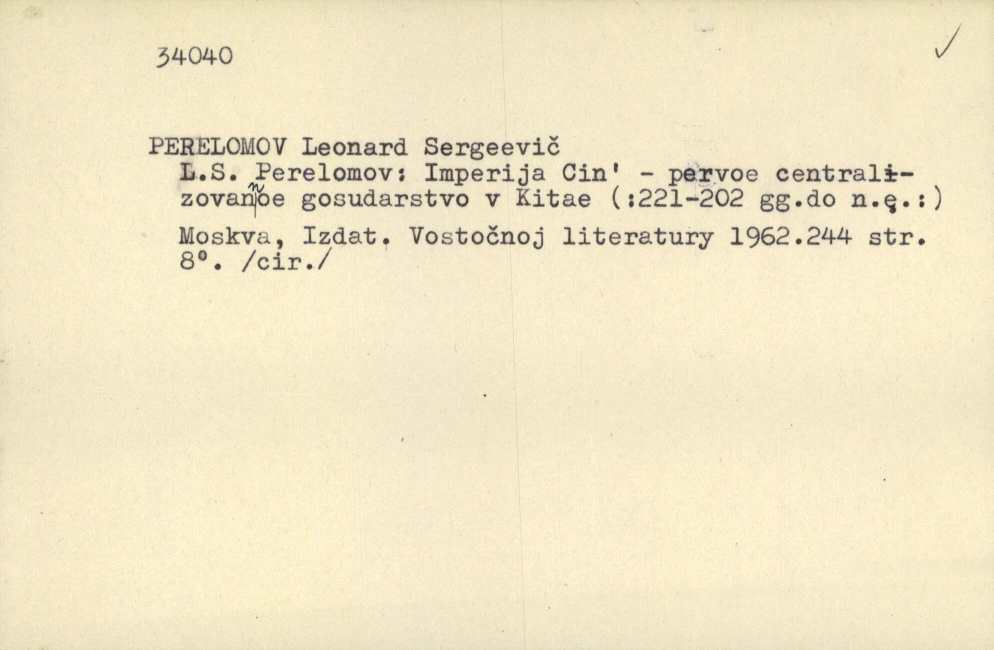 34040
PERELOMOV Leonard Sergeevič
L.S. Perelomov: Imperija Cin' - pervoe centrali-
zovannoe gosudarstvo v Kitae (:221-202 gg.do n.ę.:)
Moskva, Izdat. Vostočnoj literatury 1962.244 str.
8°. /cir./